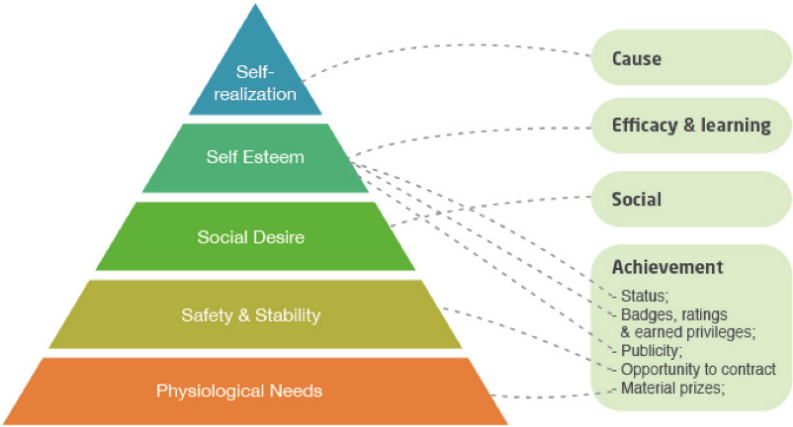 Self-
realization
Self Esteem
Social Desire
Safety & Stability
Physiological Needs
Cause
Efficacy & learning
Social
Achievement
- Status;
- Badges, ratings
& earned privileges;
- Publicity;
- Opportunity to contract
- Material prizes;